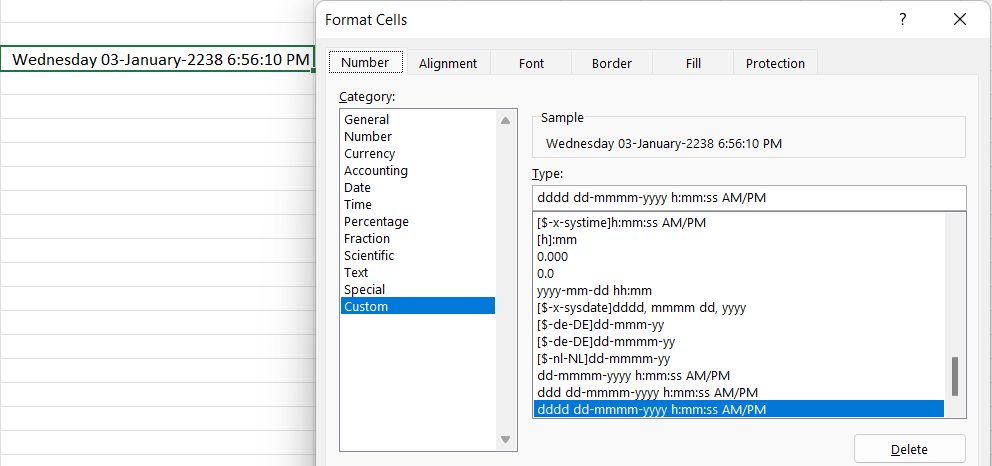 Format Cells
?
Wednesday 03-January-2238 6:56:10 PM
Number Alignment Font Border Fill Protection
Category:
General
Number
Currency
Accounting
Date
Time
Percentage
Fraction
Scientific
Text
Special
Custom
Sample
Wednesday 03-January-2238 6:56:10 PM
Type:
dddd dd-mmmm-yyyy h:mm:ss AM/PM
[$-x-systime]h:mm:ss AM/PM
[h]:mm
0.000
0.0
yyyy-mm-dd hh:mm
[$-x-sysdate]dddd, mmmm dd, yyyy
[$-de-DE]dd-mmm-yy
[$-de-DE]dd-mmmm-yy
[$-nl-NL]dd-mmmm-yy
dd-mmmm-yyyy h:mm:ss AM/PM
ddd dd-mmmm-yyyy h:mm:ss AM/PM
dddd dd-mmmm-yyyy h:mm:ss AM/PM
Delete